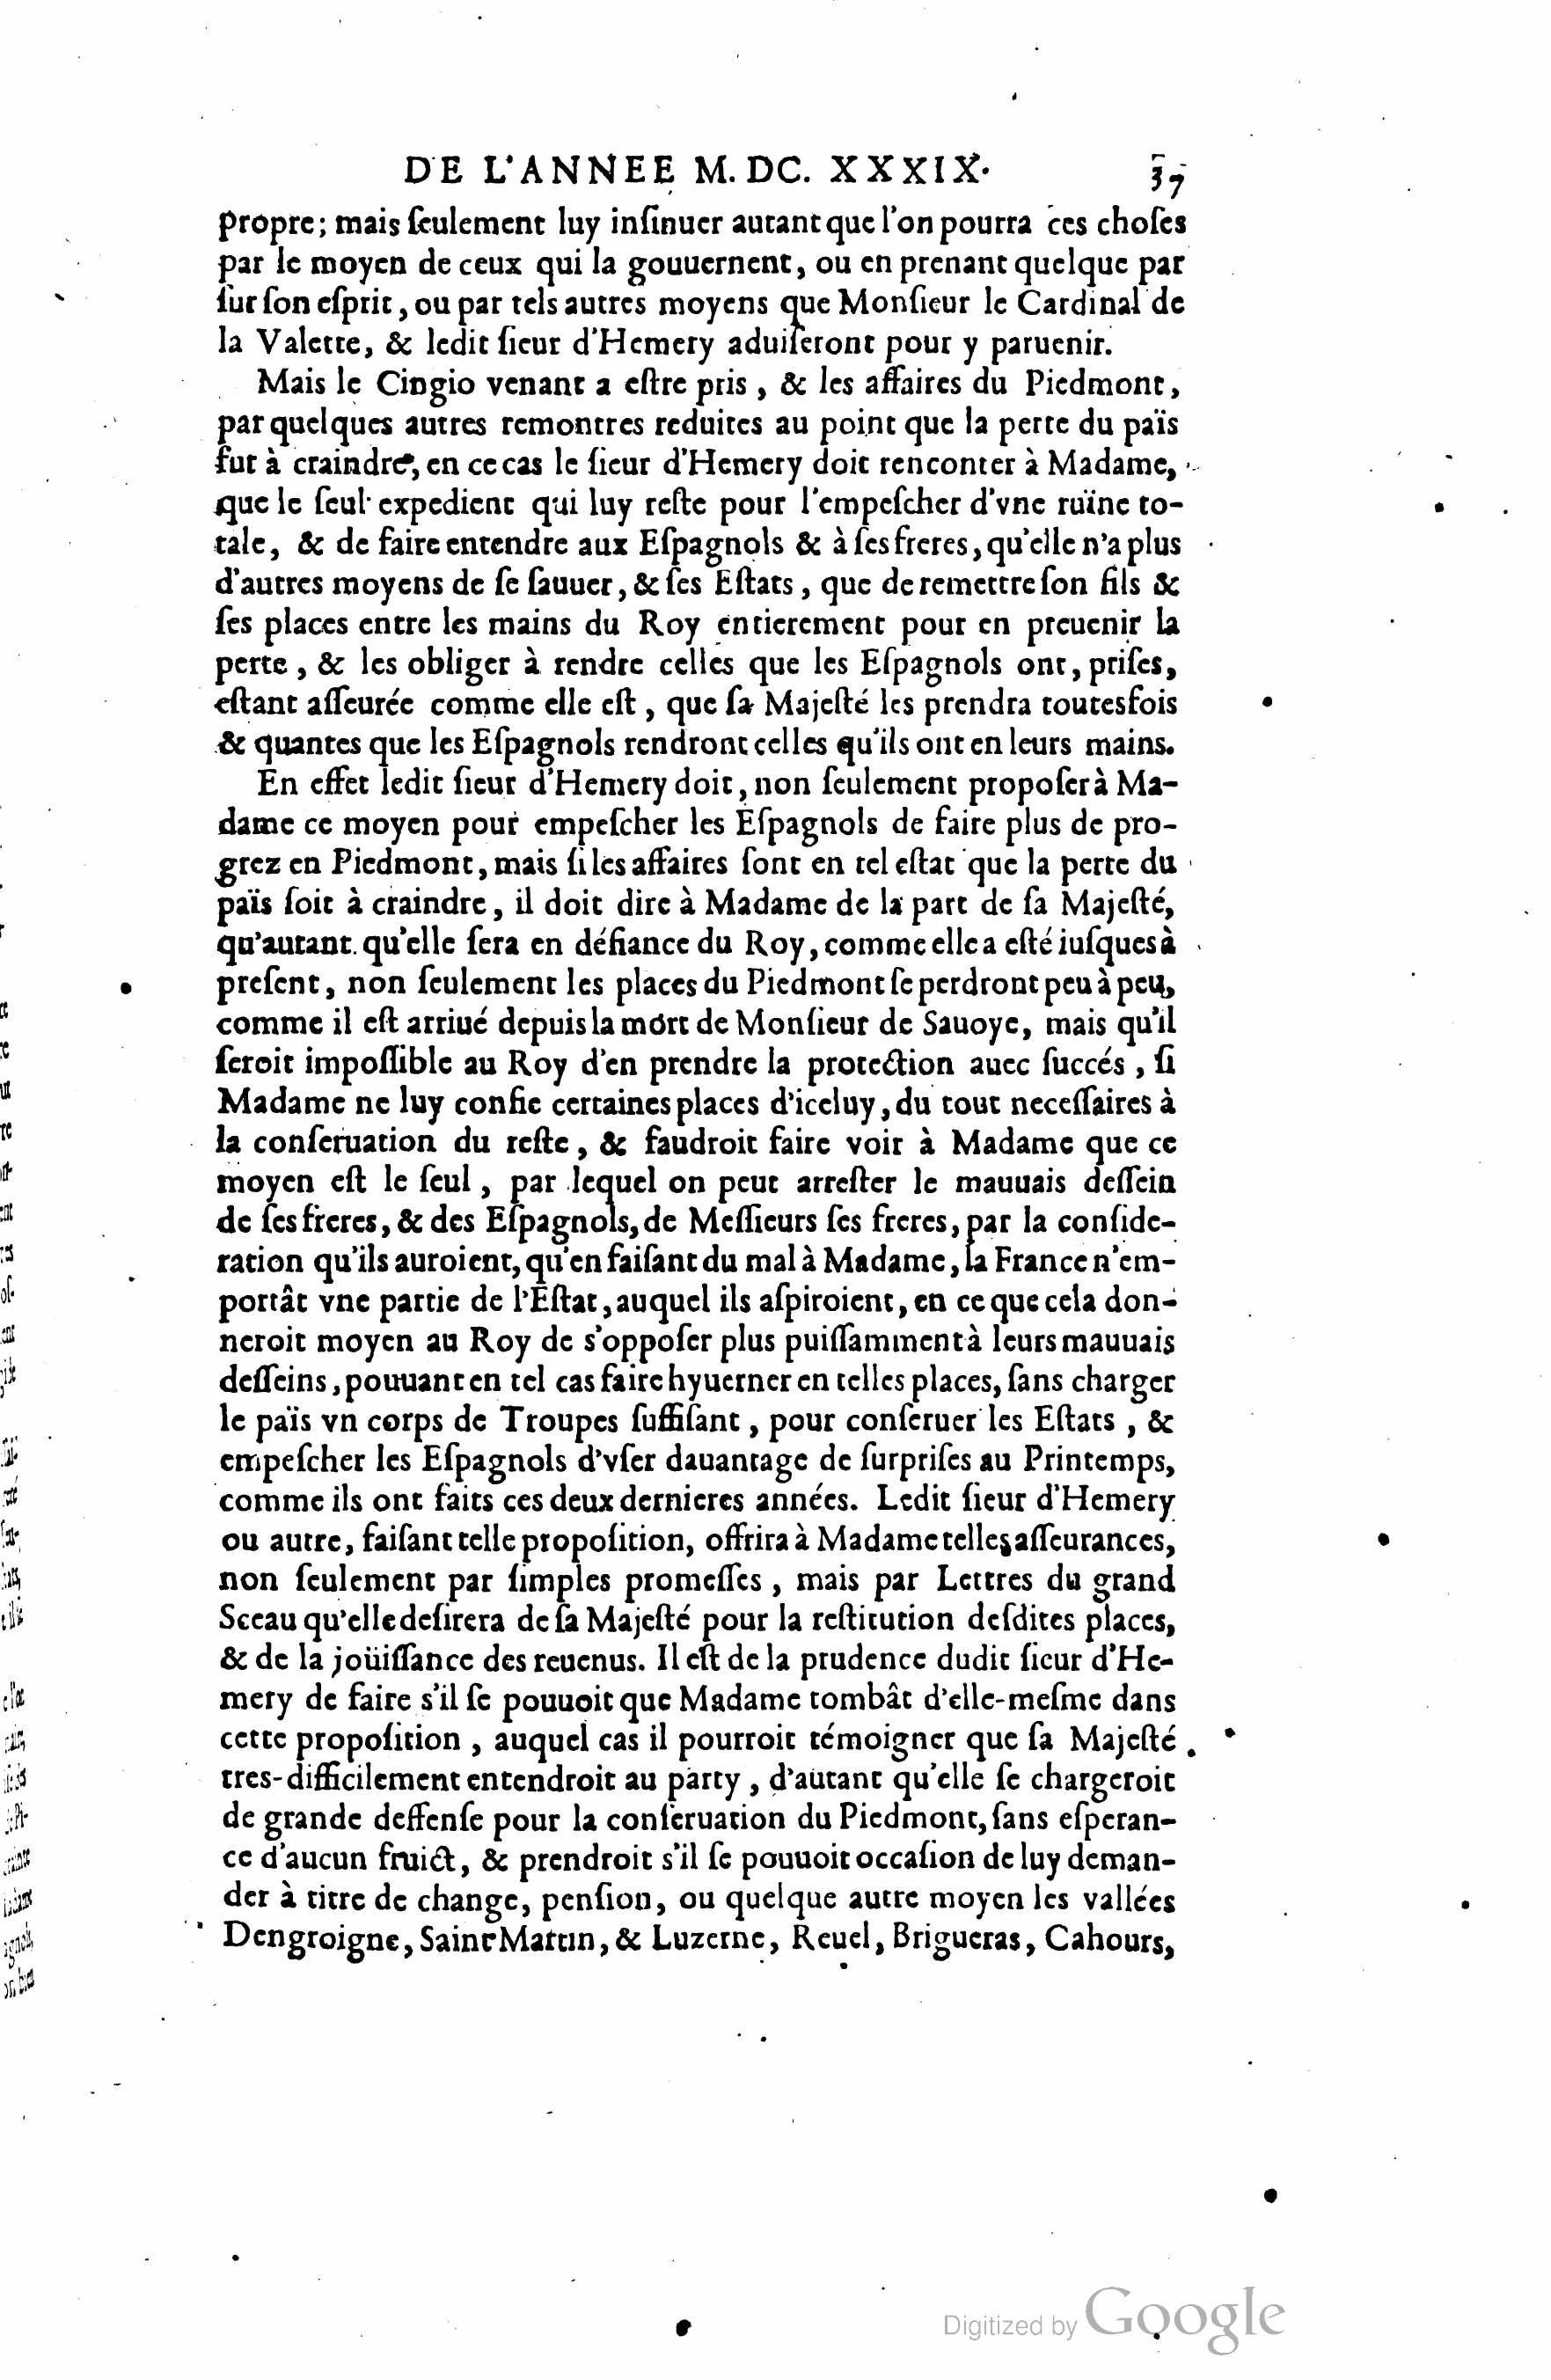 DE L'ANNEE M. DC. XXXIX. 37
propre; mais ſeulement luy inſinuer autant que l'on pourra ces choſes
par le moyen de ceux qui la gouuernent, ou en prenant quelque par
ſur ſon eſprit, ou par tels autres moyens que Monſieur le Cardinal de
la Valette, & ledit ſieur d'Hemery aduiſeront pour y paruenir.
Mais le Cingio venant a eſtre pris, & les affaires du Piedmont,
par quelques autres remontres reduites au point que la perte du païs
fut à craindre, en ce cas le ſieur d'Hemery doit renconter à Madame,
que le ſeul expedient qui luy reſte pour l'empeſcher d'vne ruïne to-
tale, & de faire entendre aux Eſpagnols & à ſes freres, qu'elle n'a plus
d'autres moyens de ſe ſauuer, & ſes Eſtats, que de remettre ſon fils &
ſes places entre les mains du Roy entierement pour en preuenir la
perte, & les obliger à rendre celles que les Eſpagnols ont, priſes,
eſtant aſſeurée comme elle eſt, que ſa Majeſté les prendra toutesfois
& quantes que les Eſpagnols rendront celles qu'ils ont en leurs mains.
En effet ledit ſieur d'Hemery doit, non ſeulement propoſer à Ma-
dame ce moyen pour empeſcher les Eſpagnols de faire plus de pro-
grez en Piedmont, mais ſi les affaires ſont en tel eſtat que la perte du
païs ſoit à craindre, il doit dire à Madame de la part de ſa Majeſté,
qu'autant qu'elle ſera en défiance du Roy, comme elle a eſté iuſques à
preſent, non ſeulement les places du Piedmont ſe perdront peu à peu,
comme il eſt arriué depuis la mort de Monſieur de Sauoye, mais qu'il
ſeroit impoſſible au Roy d'en prendre la protection auec ſuccés, ſi
Madame ne luy confie certaines places d'iceluy, du tout neceſſaires à
la conſeruation du reſte, & faudroit faire voir à Madame que ce
moyen eſt le ſeul, par lequel on peut arreſter le mauuais deſſein
de ſes freres, & des Eſpagnols, de Meſſieurs ſes freres, par la conſide-
ration qu'ils auroient, qu'en faiſant du mal à Madame, la France n'em-
portât vne partie de l'Eſtat, auquel ils aſpiroient, en ce que cela don-
neroit moyen au Roy de s'oppoſer plus puiſſamment à leurs mauuais
deſſeins, pouuant en tel cas faire hyuerner en telles places, ſans charger
le païs vn corps de Troupes ſuffiſant, pour conſeruer les Eſtats, &
empeſcher les Eſpagnols d'vſer dauantage de ſurpriſes au Printemps,
comme ils ont faits ces deux dernieres années. Ledit ſieur d'Hemery
ou autre, faiſant telle propoſition, offrira à Madame telles aſſeurances,
non ſeulement par ſimples promeſſes, mais par Lettres du grand
Sceau qu'elle deſirera de ſa Majeſté pour la reſtitution deſdites places,
& de la joüiſſance des reuenus. Il eſt de la prudence dudit ſieur d'He-
mery de faire s'il ſe pouuoit que Madame tombât d'elle-meſme dans
cette propoſition, auquel cas il pourroit témoigner que ſa Majeſté
tres-difficilement entendroit au party, d'autant qu'elle ſe chargeroit
de grande deffenſe pour la conſeruation du Piedmont, ſans eſperan-
ce d'aucun fruict, & prendroit s'il ſe pouuoit occaſion de luy deman-
der à titre de change, penſion, ou quelque autre moyen les vallées
Dengroigne, Saint Martin, & Luzerne, Reuel, Brigueras, Cahours,
Digitized by Google